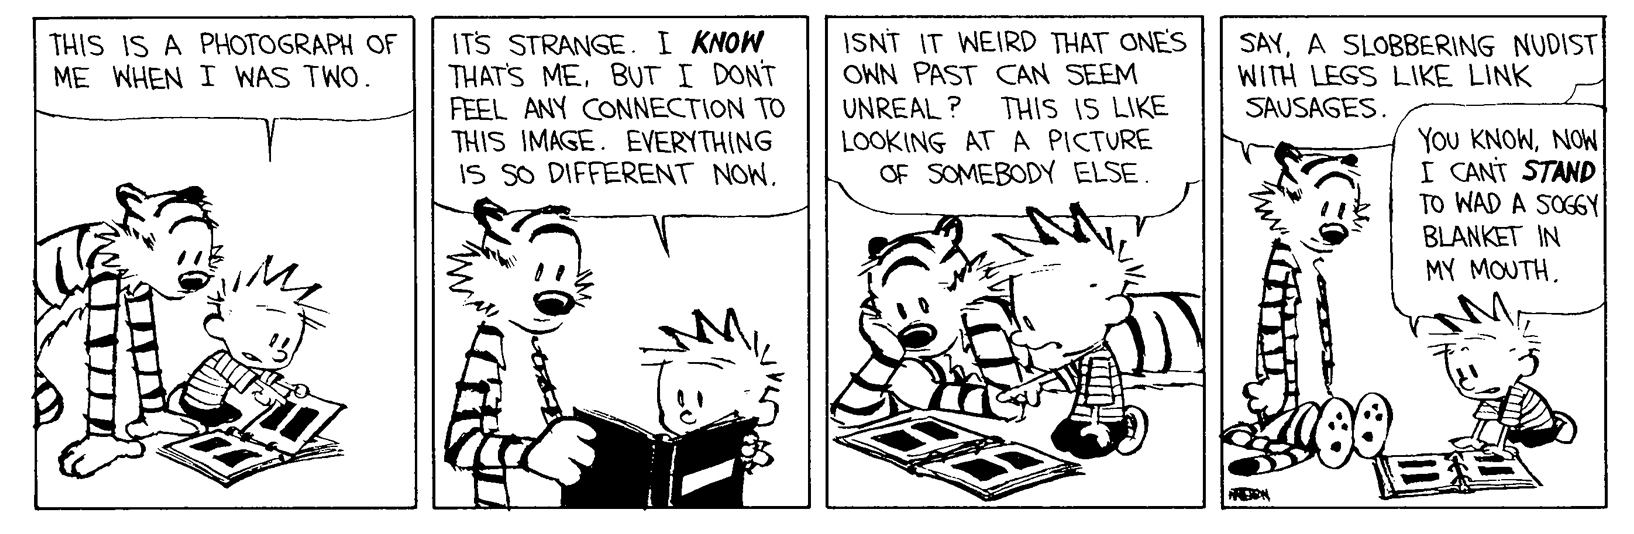 THIS IS A PHOTOGRAPH OF
ME WHEN I WAS TWO.
IT'S STRANGE. I KNOW
THAT'S ME, BUT I DON'T
FEEL ANY CONNECTION TO
THIS IMAGE. EVERYTHING
IS SO DIFFERENT NOW.
ISN'T IT WEIRD THAT ONE'S
OWN PAST CAN SEEM
UNREAL? THIS IS LIKE
LOOKING AT A PICTURE
OF SOMEBODY ELSE.
SAY, A SLOBBERING NUDIST
WITH LEGS LIKE LINK
SAUSAGES.
YOU KNOW, NOW
I CAN'T STAND
TO WAD A SOGGY
BLANKET IN
MY MOUTH.